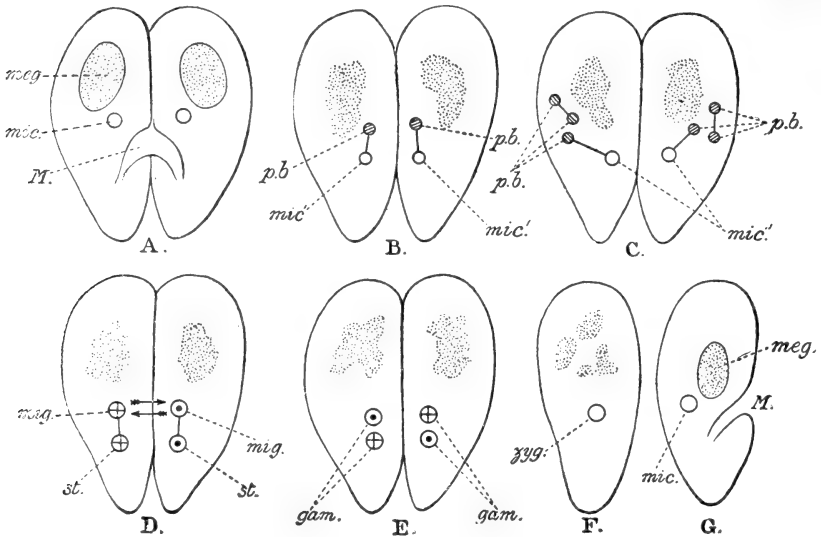 meg.
mic.
M.
A.
p.b.
mic.
p.b.
mic.'
B.
p.b.
p.b.
mic."
C.
mig.
st.
mig.
st.
D.
gam.
gam.
E.
zyg.
F.
meg.
M.
mic.
G.